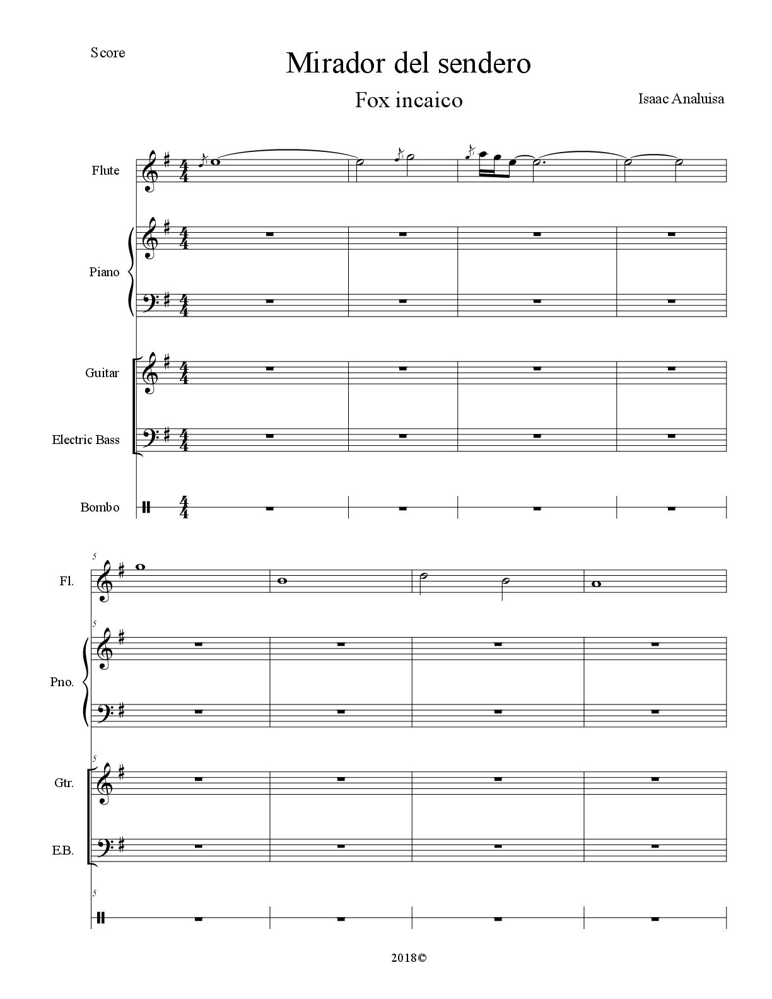 Score
Mirador del sendero
Fox incaico
Isaac Analuisa
Flute
Piano
Guitar
Electric Bass
Bombo
5
Fl.
5
Pno.
5
Gtr.
E.B.
5
2018©